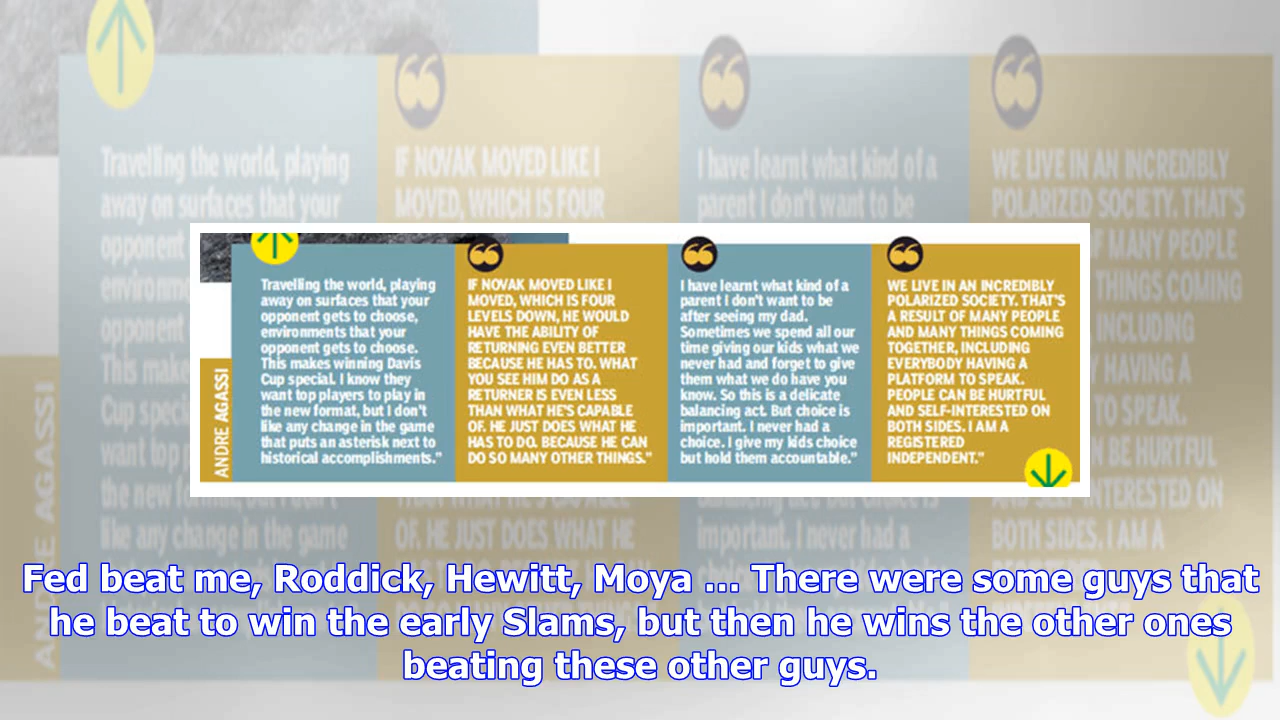 ANDRE AGASSI
Travelling the world, playing
away on surfaces that your
opponent gets to choose,
environments that your
opponent gets to choose.
This makes winning Davis
Cup special. I know they
want top players to play in
the new format, but I don't
like any change in the game
that puts an asterisk next to
historical accomplishments."
IF NOVAK MOVED LIKE I
MOVED, WHICH IS FOUR
LEVELS DOWN, HE WOULD
HAVE THE ABILITY OF
RETURNING EVEN BETTER
BECAUSE HE HAS TO. WHAT
YOU SEE HIM DO AS A
RETURNER IS EVEN LESS
THAN WHAT HE'S CAPABLE
OF. HE JUST DOES WHAT HE
HAS TO DO. BECAUSE HE CAN
DO SO MANY OTHER THINGS."
I have learnt what kind of a
parent I don't want to be
after seeing my dad.
Sometimes we spend all our
time giving our kids what we
never had and forget to give
them what we do have you
know. So this is a delicate
balancing act. But choice is
important. I never had a
choice. I give my kids choice
but hold them accountable."
WE LIVE IN AN INCREDIBLY
POLARIZED SOCIETY. THAT'S
A RESULT OF MANY PEOPLE
AND MANY THINGS COMING
TOGETHER, INCLUDING
EVERYBODY HAVING A
PLATFORM TO SPEAK.
PEOPLE CAN BE HURTFUL
AND SELF-INTERESTED ON
BOTH SIDES. I AM A
REGISTERED
INDEPENDENT."
Fed beat me, Roddick, Hewitt, Moya ... There were some guys that
he beat to win the early Slams, but then he wins the other ones
beating these other guys.